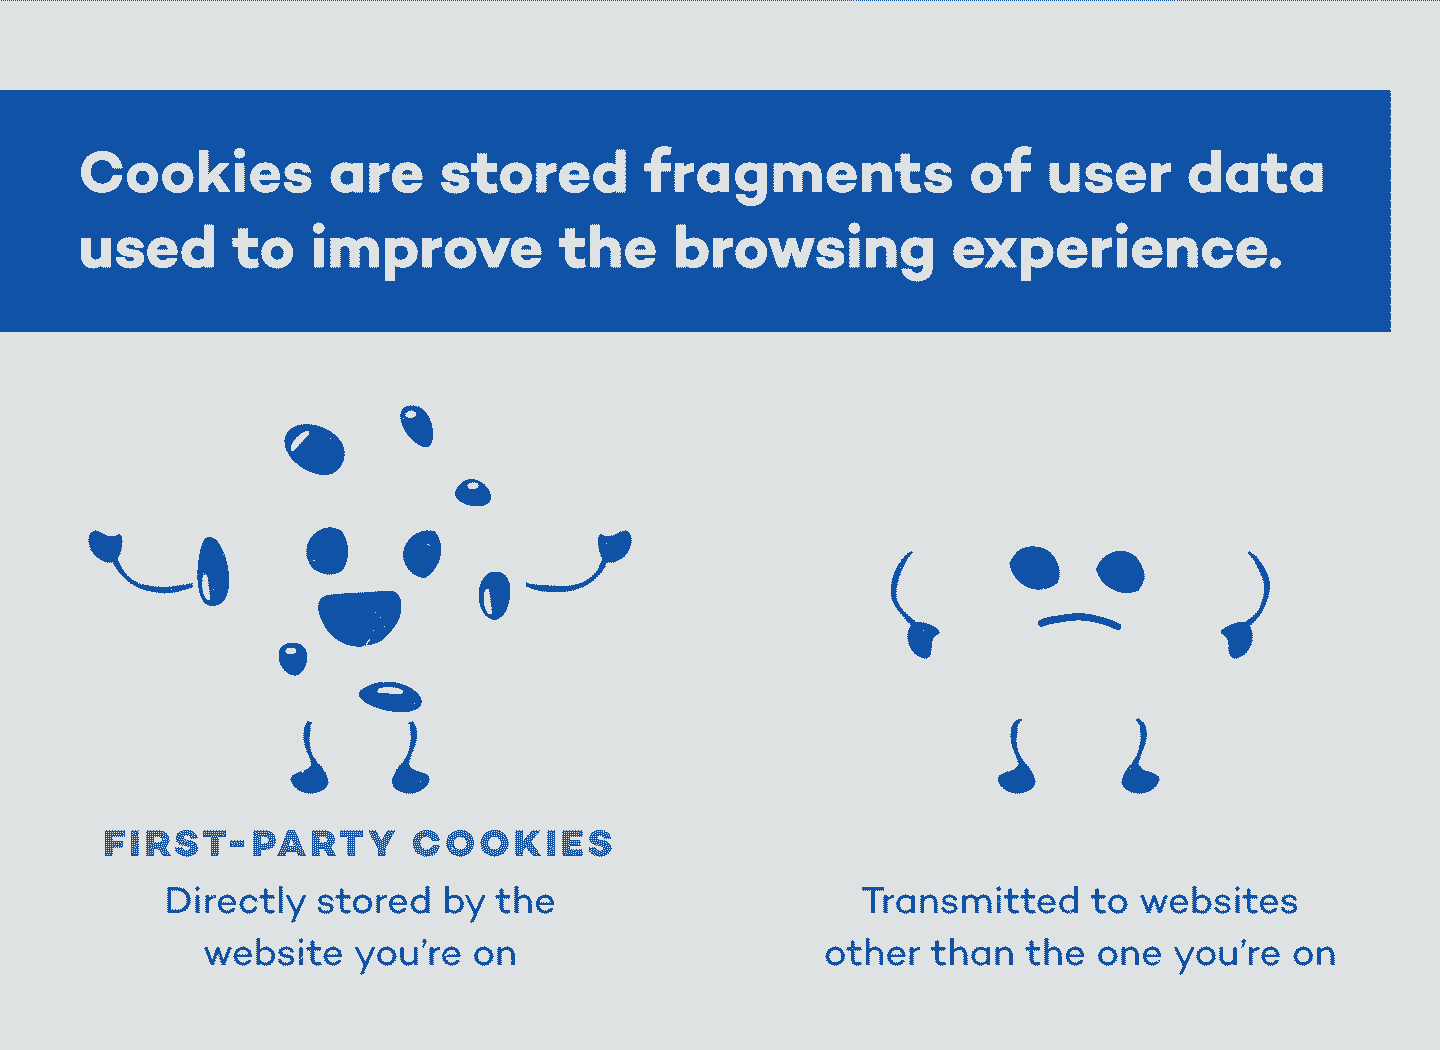 Cookies are stored fragments of user data
used to improve the browsing experience.
FIRST-PARTY COOKIES
Directly stored by the
website you’re on
Transmitted to websites
other than the one you’re on